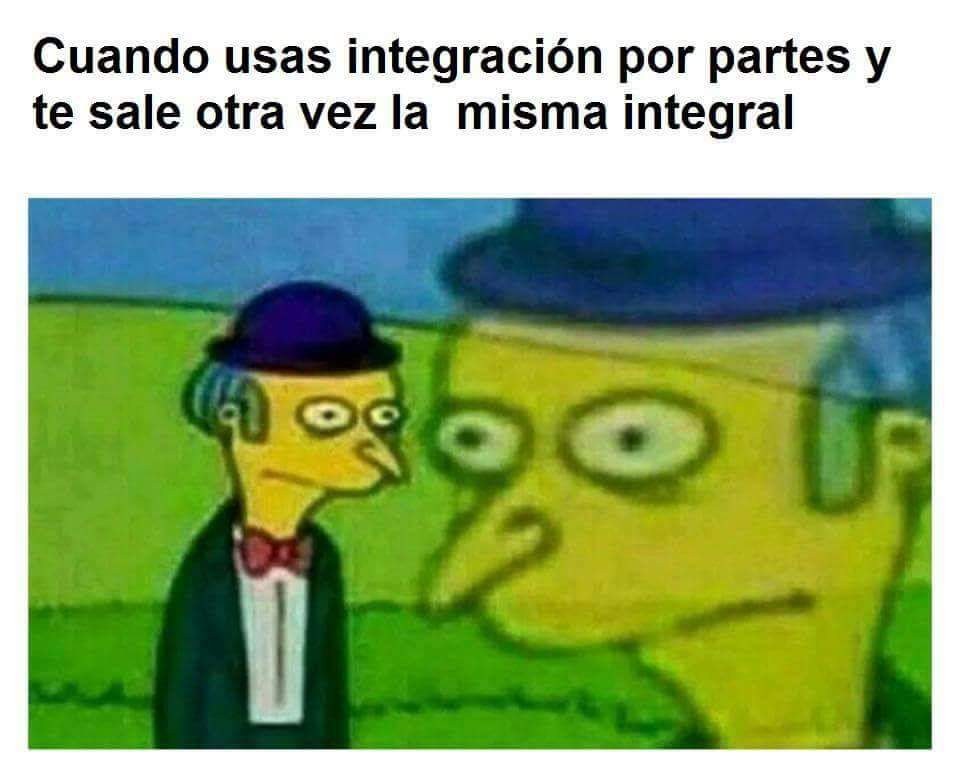 Cuando usas integración por partes y
te sale otra vez la  misma integral